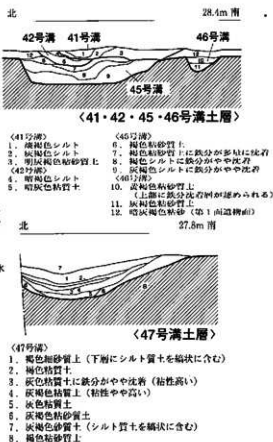 北 28.4m 南
42号溝 41号溝 46号溝
45号溝
〈41・42・45・46号溝土層〉
〈41号溝〉
2. 灰褐色シルト
3. 明灰褐色粘砂質土
〈42号溝〉
4. 暗褐色シルト
5. 暗灰色粘質土
〈45号溝〉
6. 褐色粘砂質土
7. 褐色粘砂質土に鉄分が多量に沈着
8. 褐色シルトに鉄分がやや沈着
9. 灰褐色シルトに鉄分がやや沈着
〈46号溝〉
10. 黄褐色粘砂質土
(上部に鉄分沈着層が認められる)
11. 灰褐色粘砂質土
12. 暗灰褐色粘砂(第1面遺構面)
北 27.8m 南
水
〈47号溝土層〉
〈47号溝〉
1. 褐色細砂質土(下層にシルト質土を縞状に含む)
2. 褐色粘質土
3. 灰色粘質土に鉄分がやや沈着(粘性高い)
4. 灰褐粘質土(粘性やや高い)
5. 灰色粘質土
6. 灰褐色粘砂質土
7. 灰褐色砂質土(シルト質土を縞状に含む)
8. 褐色粘砂質土